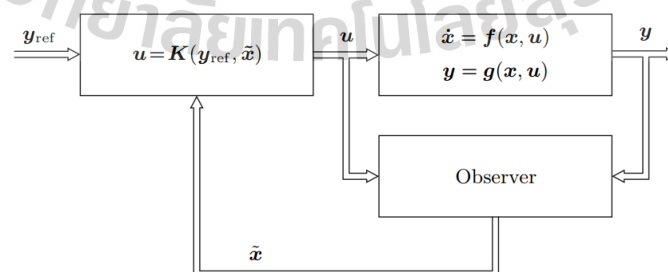 y_ref
u = K(y_ref, x̃)
u
ẋ = f(x, u)
y = g(x, u)
y
Observer
x̃